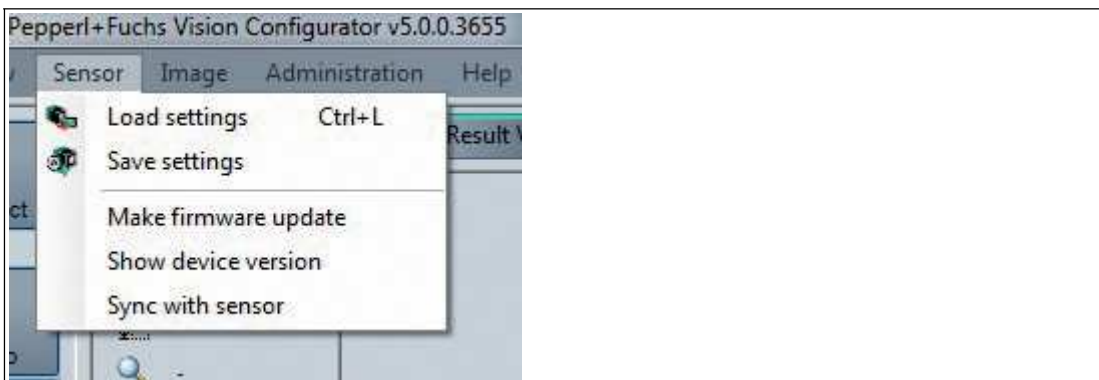 Pepperl+Fuchs Vision Configurator v5.0.0.3655
Sensor Image Administration Help
Load settings Ctrl+L
Result
Save settings
Make firmware update
Show device version
Sync with sensor